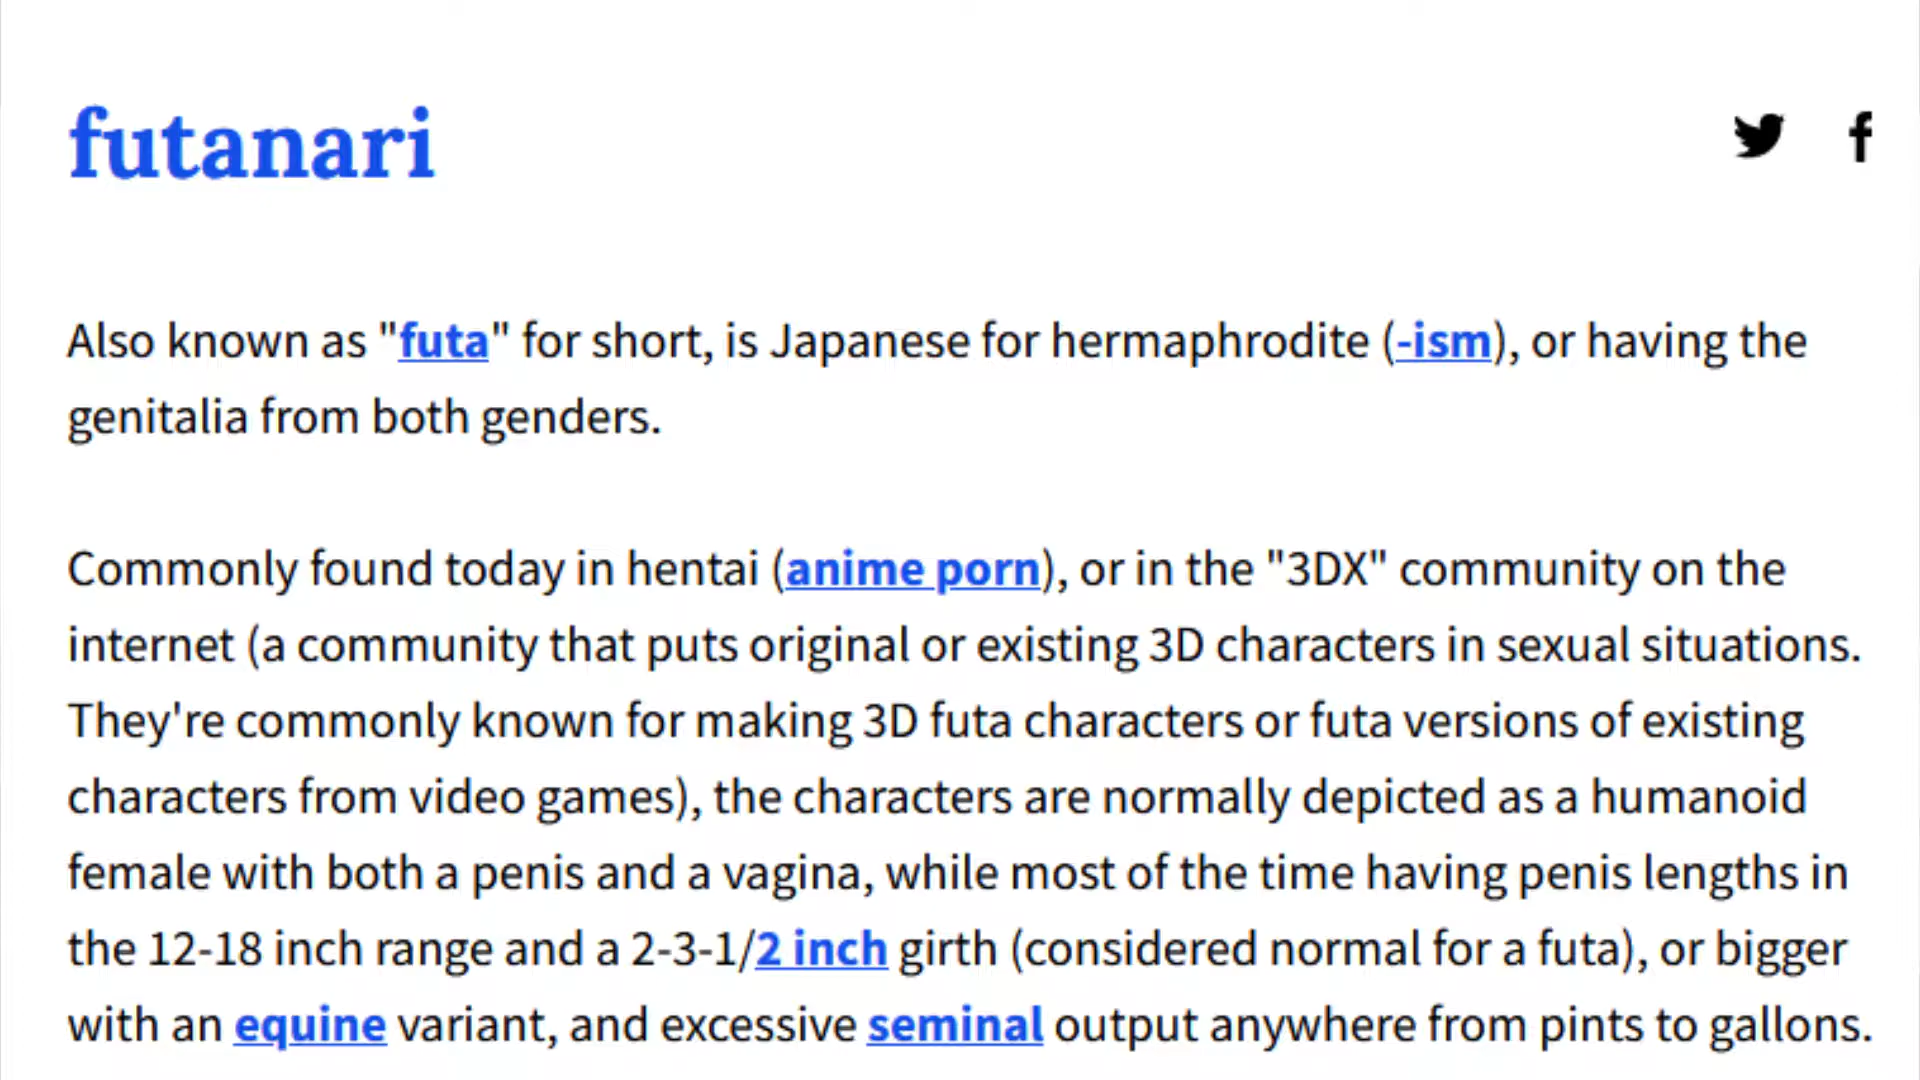 futanari
Also known as "futa" for short, is Japanese for hermaphrodite (-ism), or having the
genitalia from both genders.
Commonly found today in hentai (anime porn), or in the "3DX" community on the
internet (a community that puts original or existing 3D characters in sexual situations.
They're commonly known for making 3D futa characters or futa versions of existing
characters from video games), the characters are normally depicted as a humanoid
female with both a penis and a vagina, while most of the time having penis lengths in
the 12-18 inch range and a 2-3-1/2 inch girth (considered normal for a futa), or bigger
with an equine variant, and excessive seminal output anywhere from pints to gallons.